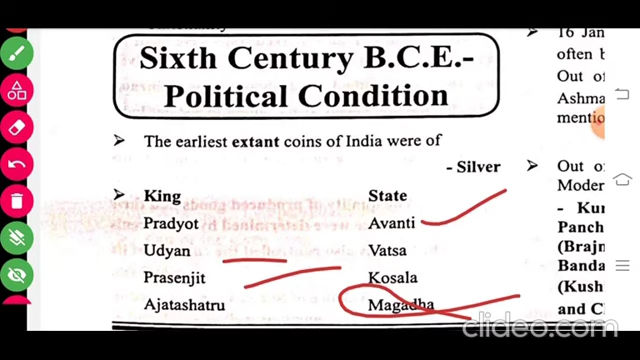 Sixth Century B.C.E.-
Political Condition
➤ The earliest extant coins of India were of
- Silver
➤ King State
Pradyot Avanti
Udyan Vatsa
Prasenjit Kosala
Ajatashatru Magadha
16 Jan
often b
Out of
Ashma
mentio
➤ Out of
Moder
- Kur
Panch
(Brajn
Banda
(Kush
and C
clideo.com